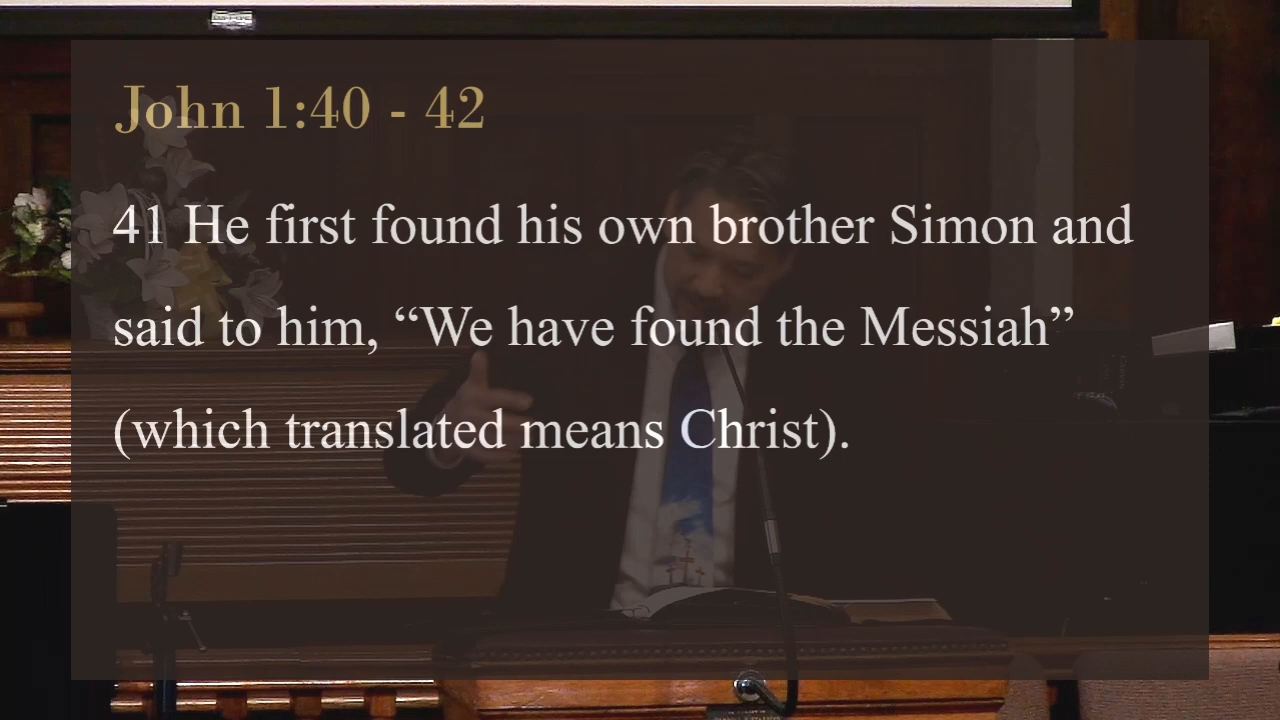 John 1:40 - 42
41 He first found his own brother Simon and
said to him, “We have found the Messiah”
(which translated means Christ).